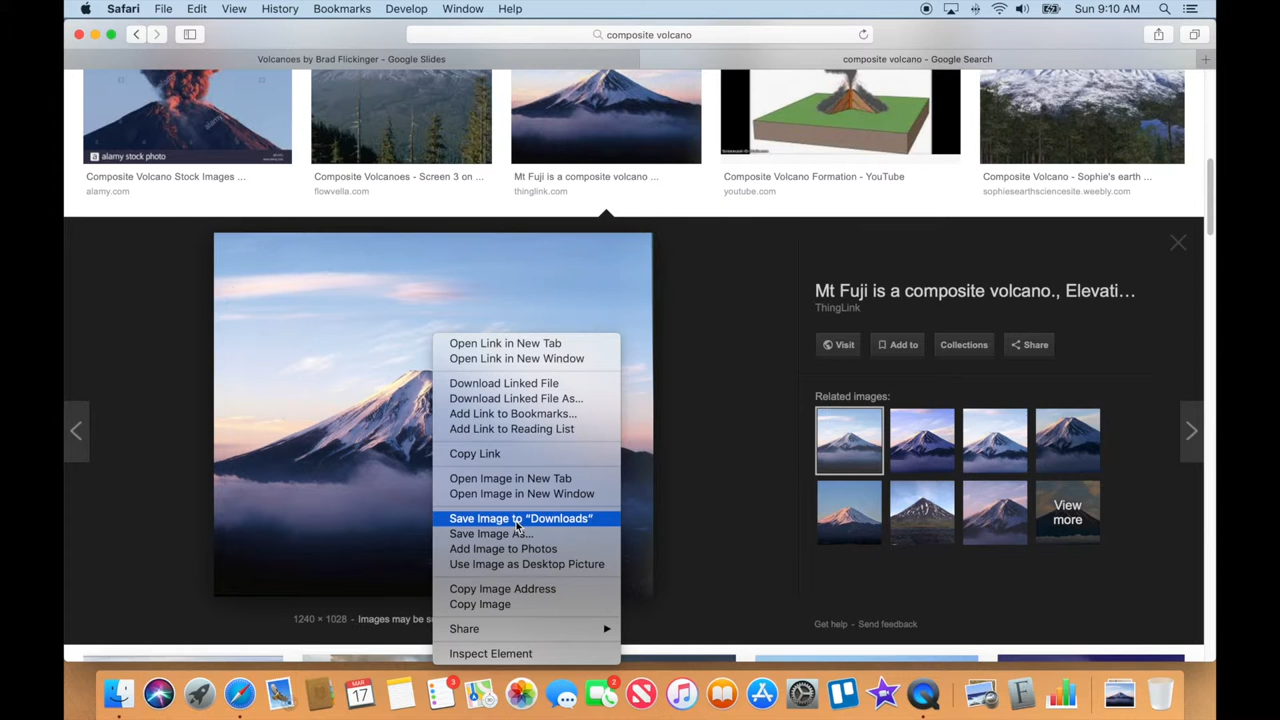 Safari File Edit View History Bookmarks Develop Window Help Sun 9:10 AM
composite volcano
Volcanoes by Brad Flickinger - Google Slides
composite volcano - Google Search
a alamy stock photo
Composite Volcano Stock Images ...
alamy.com
Composite Volcanoes - Screen 3 on ...
flowvella.com
Mt Fuji is a composite volcano ...
thinglink.com
Composite Volcano Formation - YouTube
youtube.com
Composite Volcano - Sophie's earth ...
sophiesearthsciencesite.weebly.com
Mt Fuji is a composite volcano., Elevati...
ThingLink
Visit
Add to
Collections
Share
Related images:
View
more
Get help - Send feedback
Open Link in New Tab
Open Link in New Window
Download Linked File
Download Linked File As...
Add Link to Bookmarks...
Add Link to Reading List
Copy Link
Open Image in New Tab
Open Image in New Window
Save Image to “Downloads”
Save Image As...
Add Image to Photos
Use Image as Desktop Picture
Copy Image Address
Copy Image
Share
Inspect Element
1240 × 1028 - Images may be
MAR
17
3
2